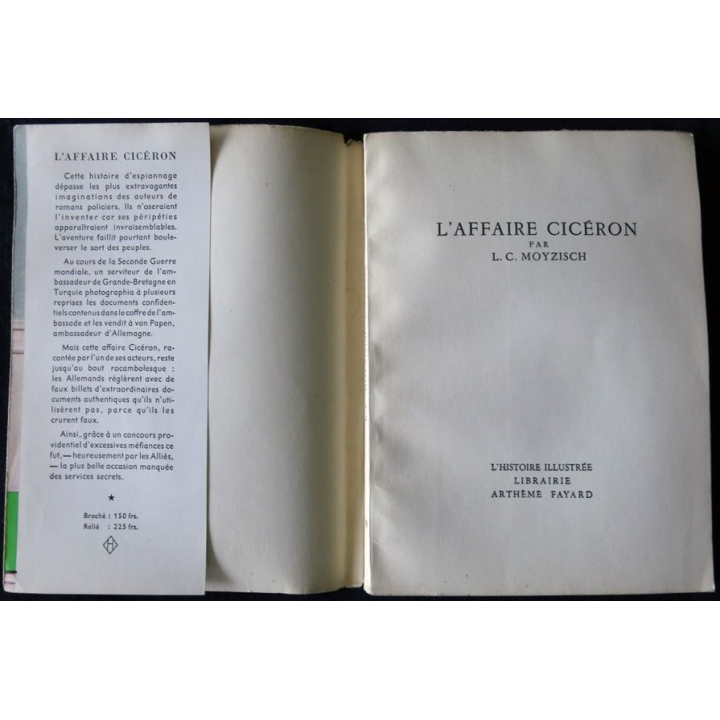 L'AFFAIRE CICÉRON
Cette histoire d'espionnage
dépasse les plus extravagantes
imaginations des auteurs de
romans policiers. Ils n'oseraient
l'inventer car ses péripéties
apparaîtraient invraisemblables.
L'aventure faillit pourtant boule-
verser le sort des peuples.
Au cours de la Seconde Guerre
mondiale, un serviteur de l'am-
bassadeur de Grande-Bretagne en
Turquie photographia à plusieurs
reprises les documents confiden-
tiels contenus dans le coffre de l'am-
bassade et les vendit à von Papen,
ambassadeur d'Allemagne.
Mais cette affaire Cicéron, ra-
contée par l'un de ses acteurs, reste
jusqu'au bout rocambolesque :
les Allemands réglèrent avec de
faux billets d'extraordinaires do-
cuments authentiques qu'ils n'uti-
lisèrent pas, parce qu'ils les
crurent faux.
Ainsi, grâce à un concours pro-
videntiel d'excessives méfiances ce
fut, — heureusement par les Alliés,
— la plus belle occasion manquée
des services secrets.
Broché : 150 frs.
Relié : 225 frs.
L'AFFAIRE CICÉRON
PAR
L. C. MOYZISCH
L'HISTOIRE ILLUSTRÉE
LIBRAIRIE
ARTHÈME FAYARD